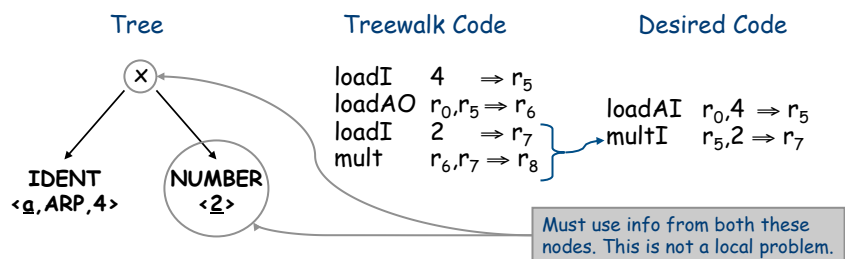 Tree
Treewalk Code
Desired Code
x
IDENT
<a,ARP,4>
NUMBER
<2>
loadI 4 ⇒ r5
loadAO r0,r5 ⇒ r6
loadI 2 ⇒ r7
mult r6,r7 ⇒ r8
loadAI r0,4 ⇒ r5
multI r5,2 ⇒ r7
Must use info from both these
nodes. This is not a local problem.